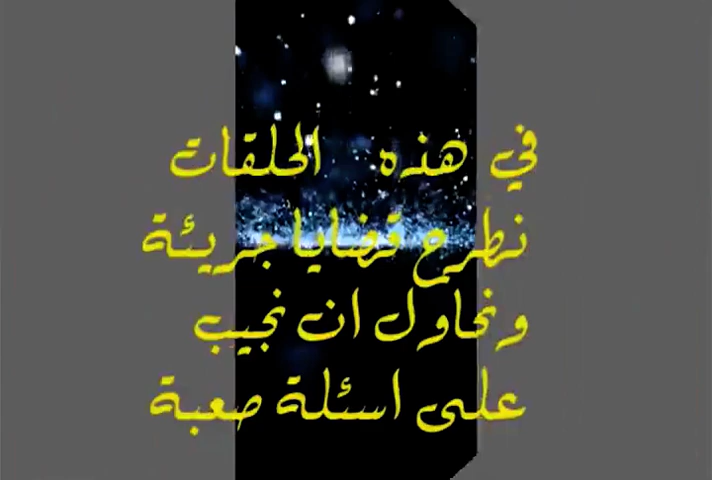 في هذه الحلقات
نطرح قضايا جريئة
ونحاول ان نجيب
على اسئلة صعبة